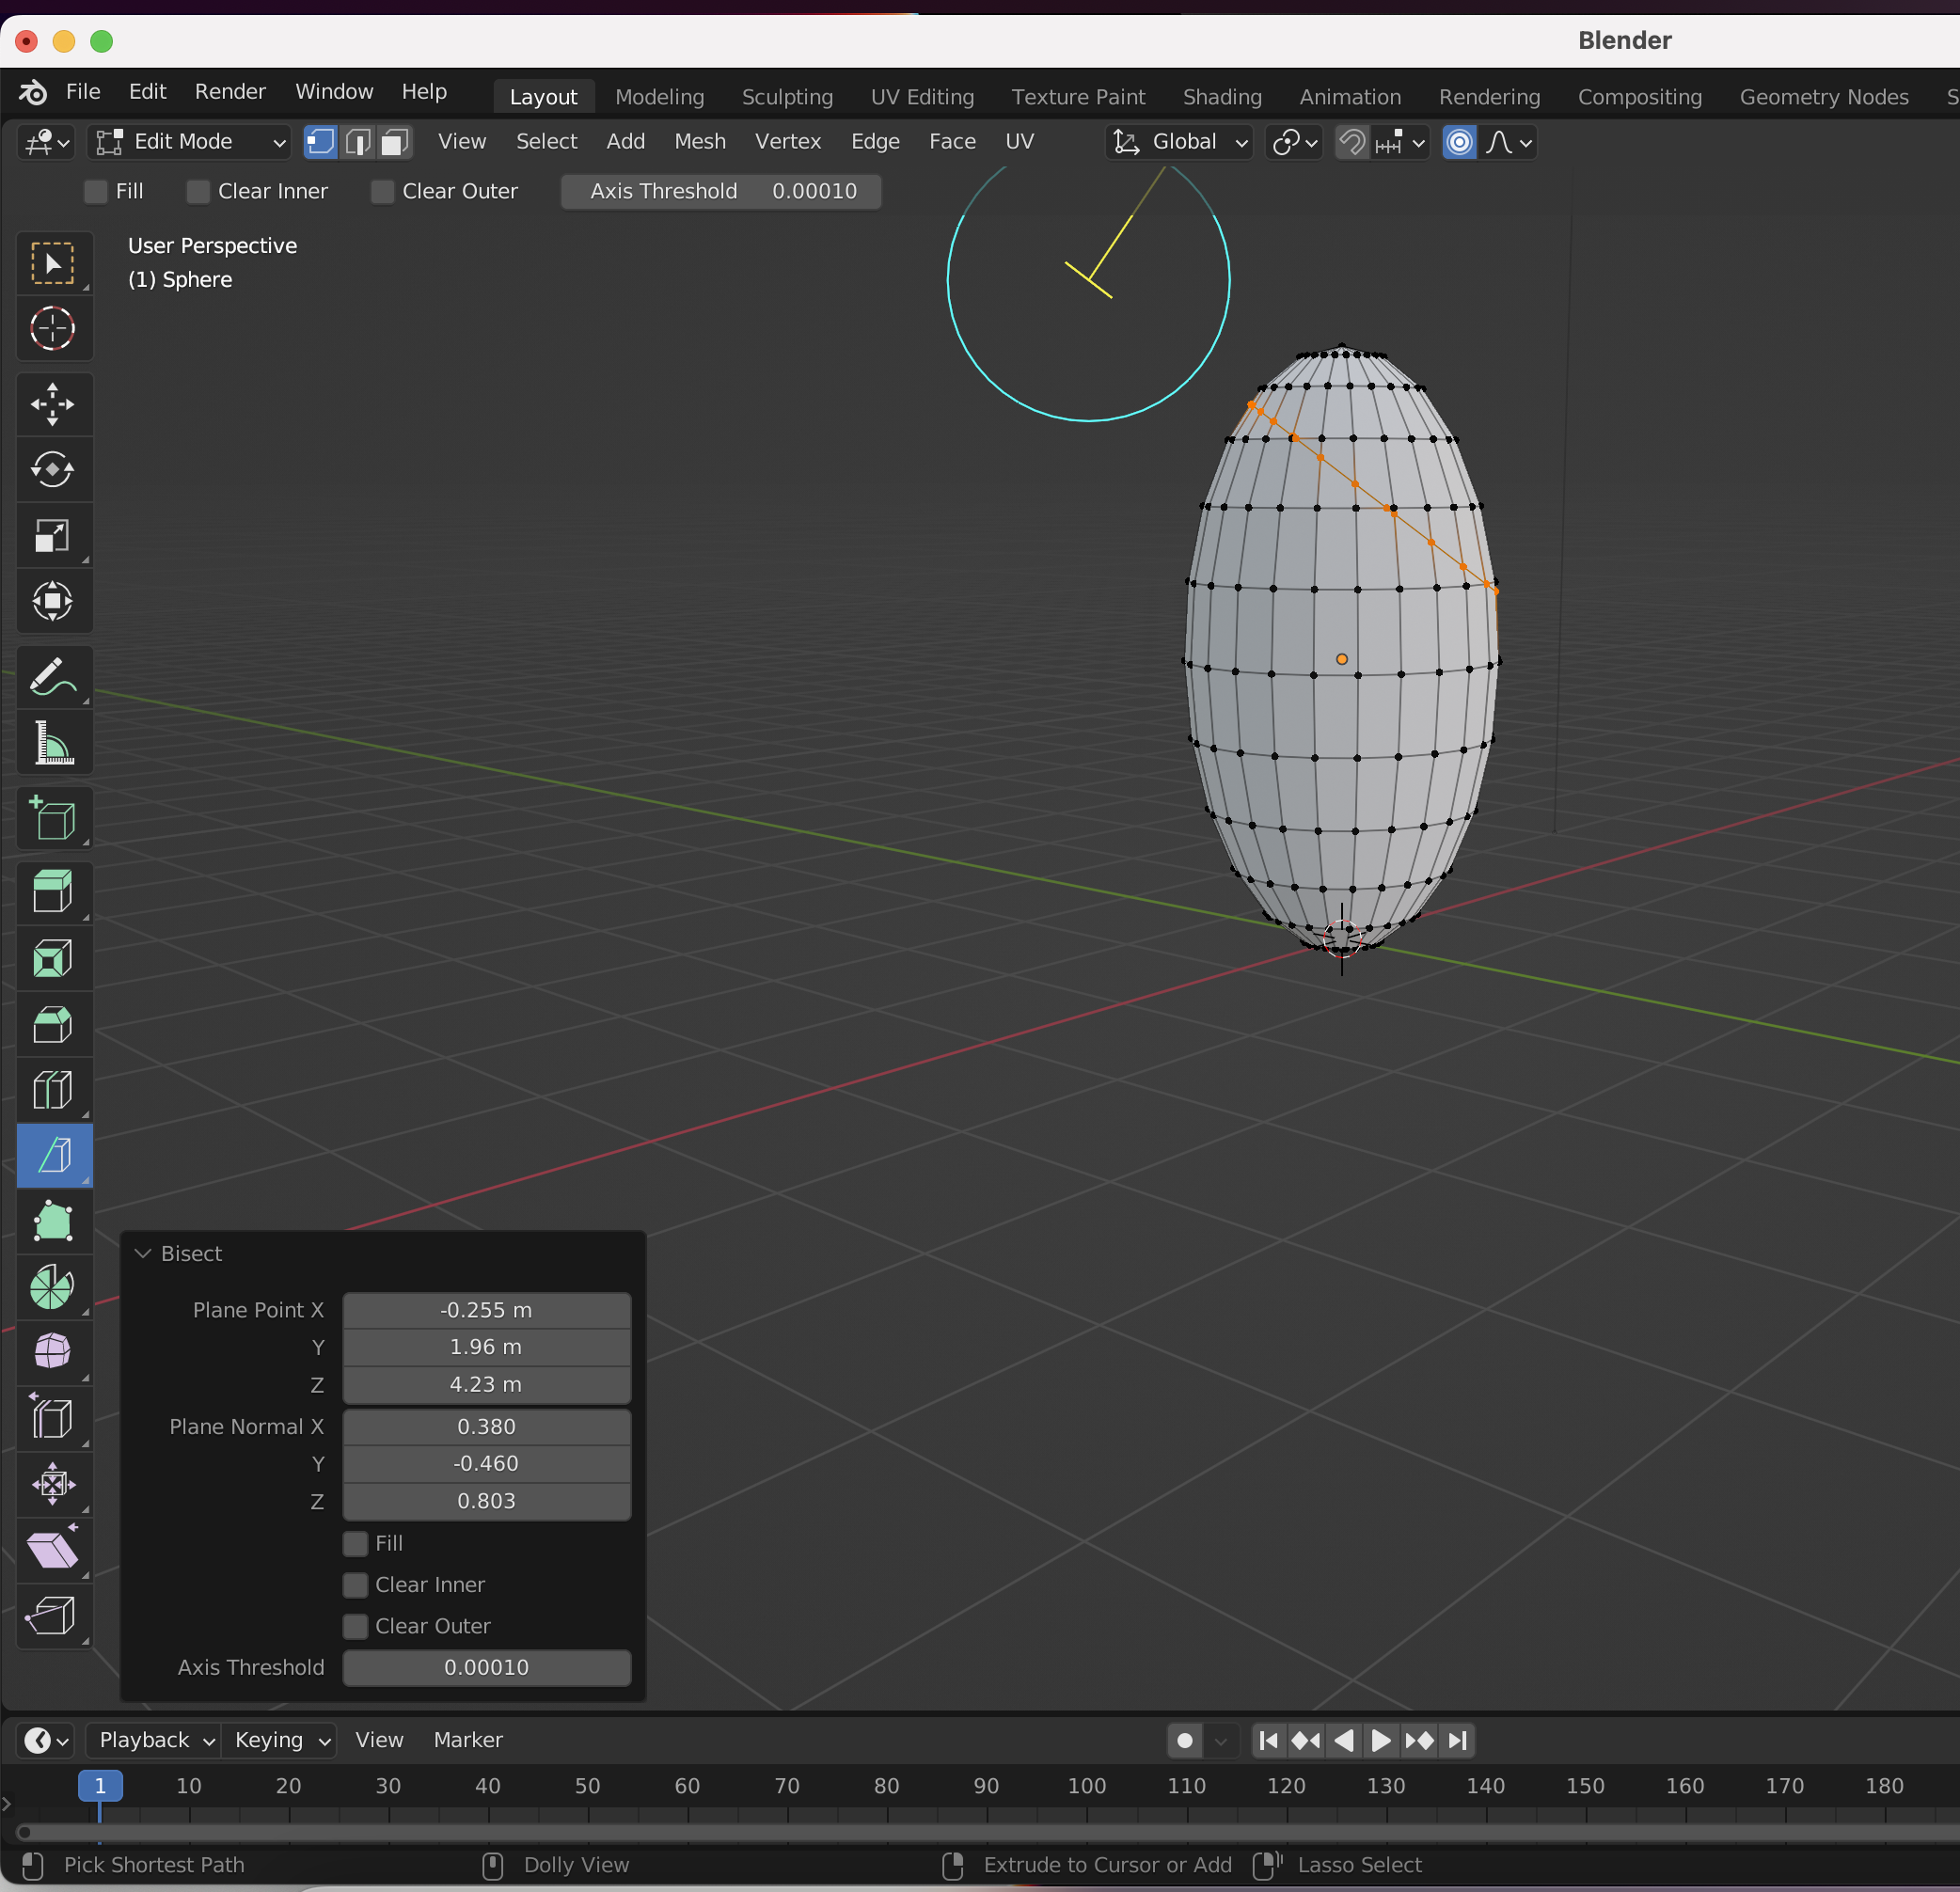 Blender
File Edit Render Window Help Layout Modeling Sculpting UV Editing Texture Paint Shading Animation Rendering Compositing Geometry Nodes S
Edit Mode View Select Add Mesh Vertex Edge Face UV Global
Fill Clear Inner Clear Outer Axis Threshold 0.00010
User Perspective
(1) Sphere
Bisect
Plane Point X -0.255 m
Y 1.96 m
Z 4.23 m
Plane Normal X 0.380
Y -0.460
Z 0.803
Fill
Clear Inner
Clear Outer
Axis Threshold 0.00010
Playback Keying View Marker
1 10 20 30 40 50 60 70 80 90 100 110 120 130 140 150 160 170 180
Pick Shortest Path Dolly View Extrude to Cursor or Add Lasso Select